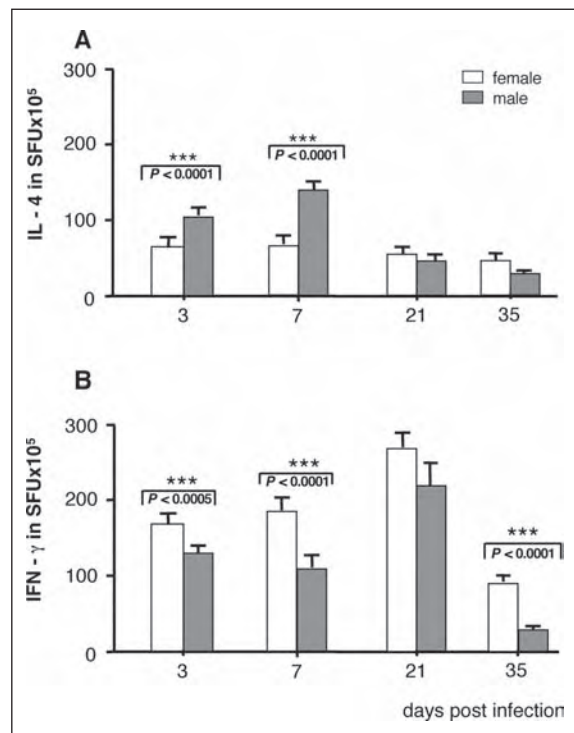 A
300
200
100
0
IL - 4 in SFUx10⁵
female
male
***
P < 0.0001
***
P < 0.0001
3 7 21 35
B
300
200
100
0
IFN - γ in SFUx10⁵
***
P < 0.0005
***
P < 0.0001
***
P < 0.0001
3 7 21 35
days post infection